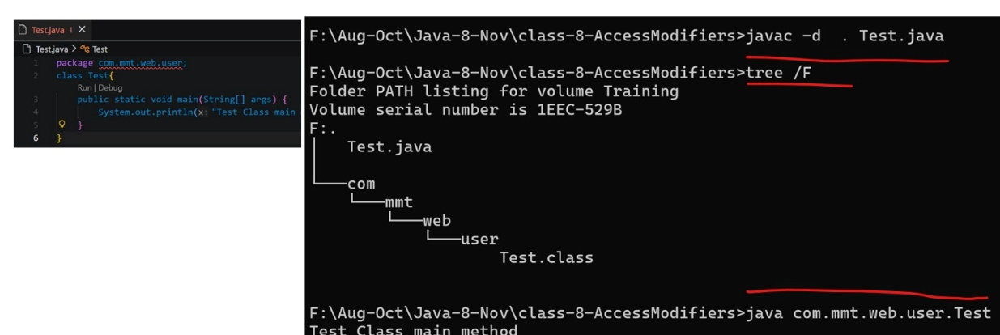 Test.java 1 X
Test.java > Test
1 package com.mmt.web.user;
2 class Test{
Run | Debug
3 public static void main(String[] args) {
4 System.out.println(x: "Test Class main
5 }
6 }
F:\Aug-Oct\Java-8-Nov\class-8-AccessModifiers>javac -d . Test.java
F:\Aug-Oct\Java-8-Nov\class-8-AccessModifiers>tree /F
Folder PATH listing for volume Training
Volume serial number is 1EEC-529B
F:.
Test.java
com
mmt
web
user
Test.class
F:\Aug-Oct\Java-8-Nov\class-8-AccessModifiers>java com.mmt.web.user.Test
Test Class main method